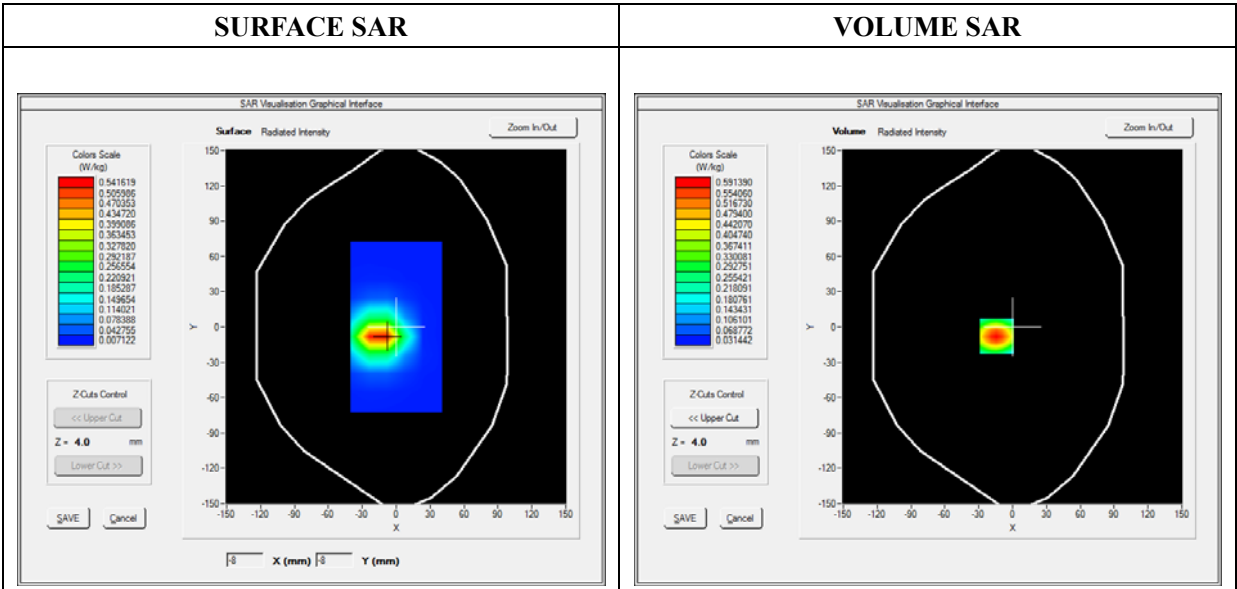 SURFACE SAR
VOLUME SAR
SAR Visualisation Graphical Interface
Surface Radiated Intensity
Zoom In/Out
Colors Scale
(W/kg)
0.541619
0.505986
0.470353
0.434720
0.399086
0.363453
0.327820
0.292187
0.256554
0.220921
0.185287
0.149654
0.114021
0.078388
0.042755
0.007122
150
120
90
60
30
0
-30
-60
-90
-120
-150
Y
-150 -120 -90 -60 -30 0 30 60 90 120 150
X
Z-Cuts Control
<< Upper Cut
Z = 4.0 mm
Lower Cut >>
SAVE Cancel
-8 X (mm) -8 Y (mm)
SAR Visualisation Graphical Interface
Volume Radiated Intensity
Zoom In/Out
Colors Scale
(W/kg)
0.591390
0.554060
0.516730
0.479400
0.442070
0.404740
0.367411
0.330081
0.292751
0.255421
0.218091
0.180761
0.143431
0.106101
0.068772
0.031442
150
120
90
60
30
0
-30
-60
-90
-120
-150
Y
-150 -120 -90 -60 -30 0 30 60 90 120 150
X
Z-Cuts Control
<< Upper Cut
Z = 4.0 mm
Lower Cut >>
SAVE Cancel